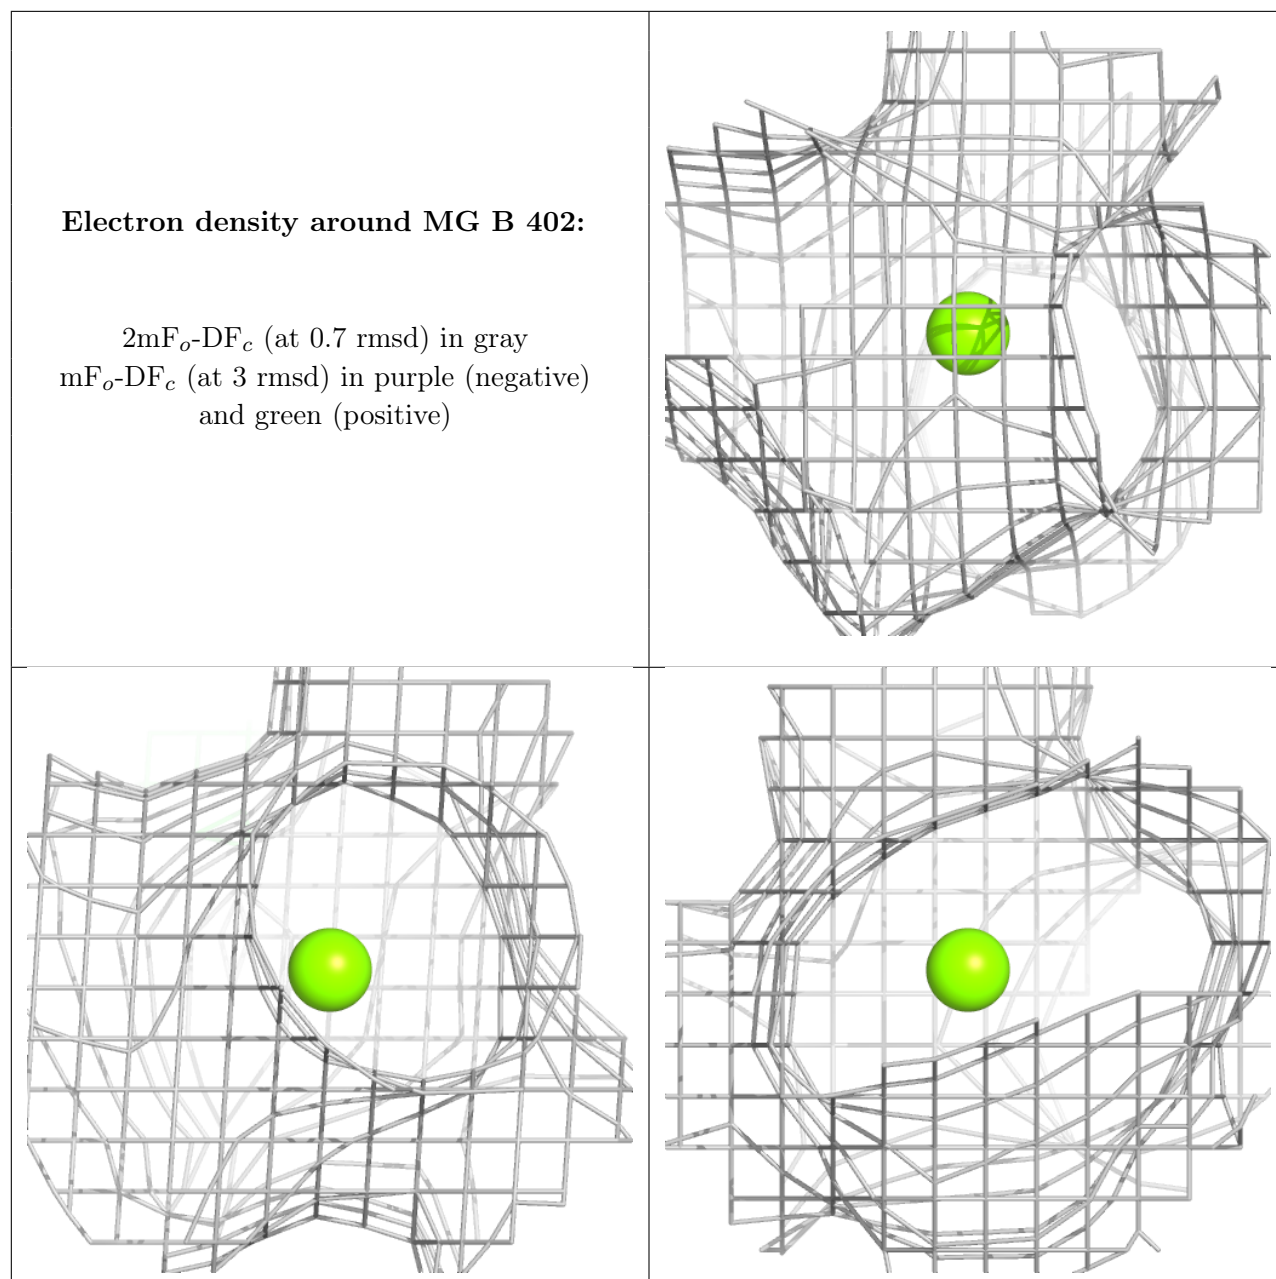 Electron density around MG B 402:
2mFo-DFc (at 0.7 rmsd) in gray
mFo-DFc (at 3 rmsd) in purple (negative)
and green (positive)